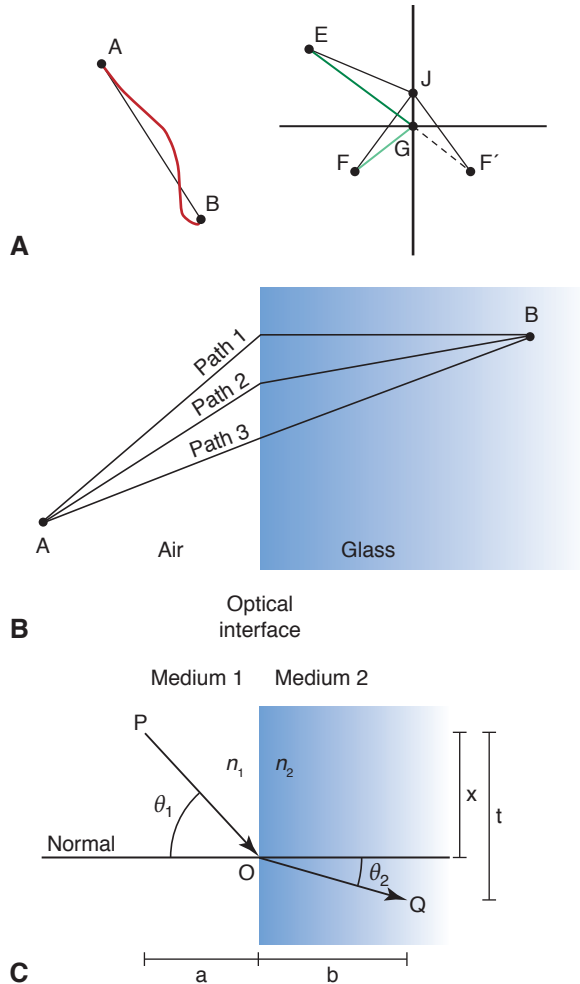 A
B
E
J
G
F
F´
A
Path 1
Path 2
Path 3
B
A
Air
Glass
Optical
interface
B
Medium 1
Medium 2
P
n1
n2
θ1
Normal
O
θ2
Q
x
t
a
b
C